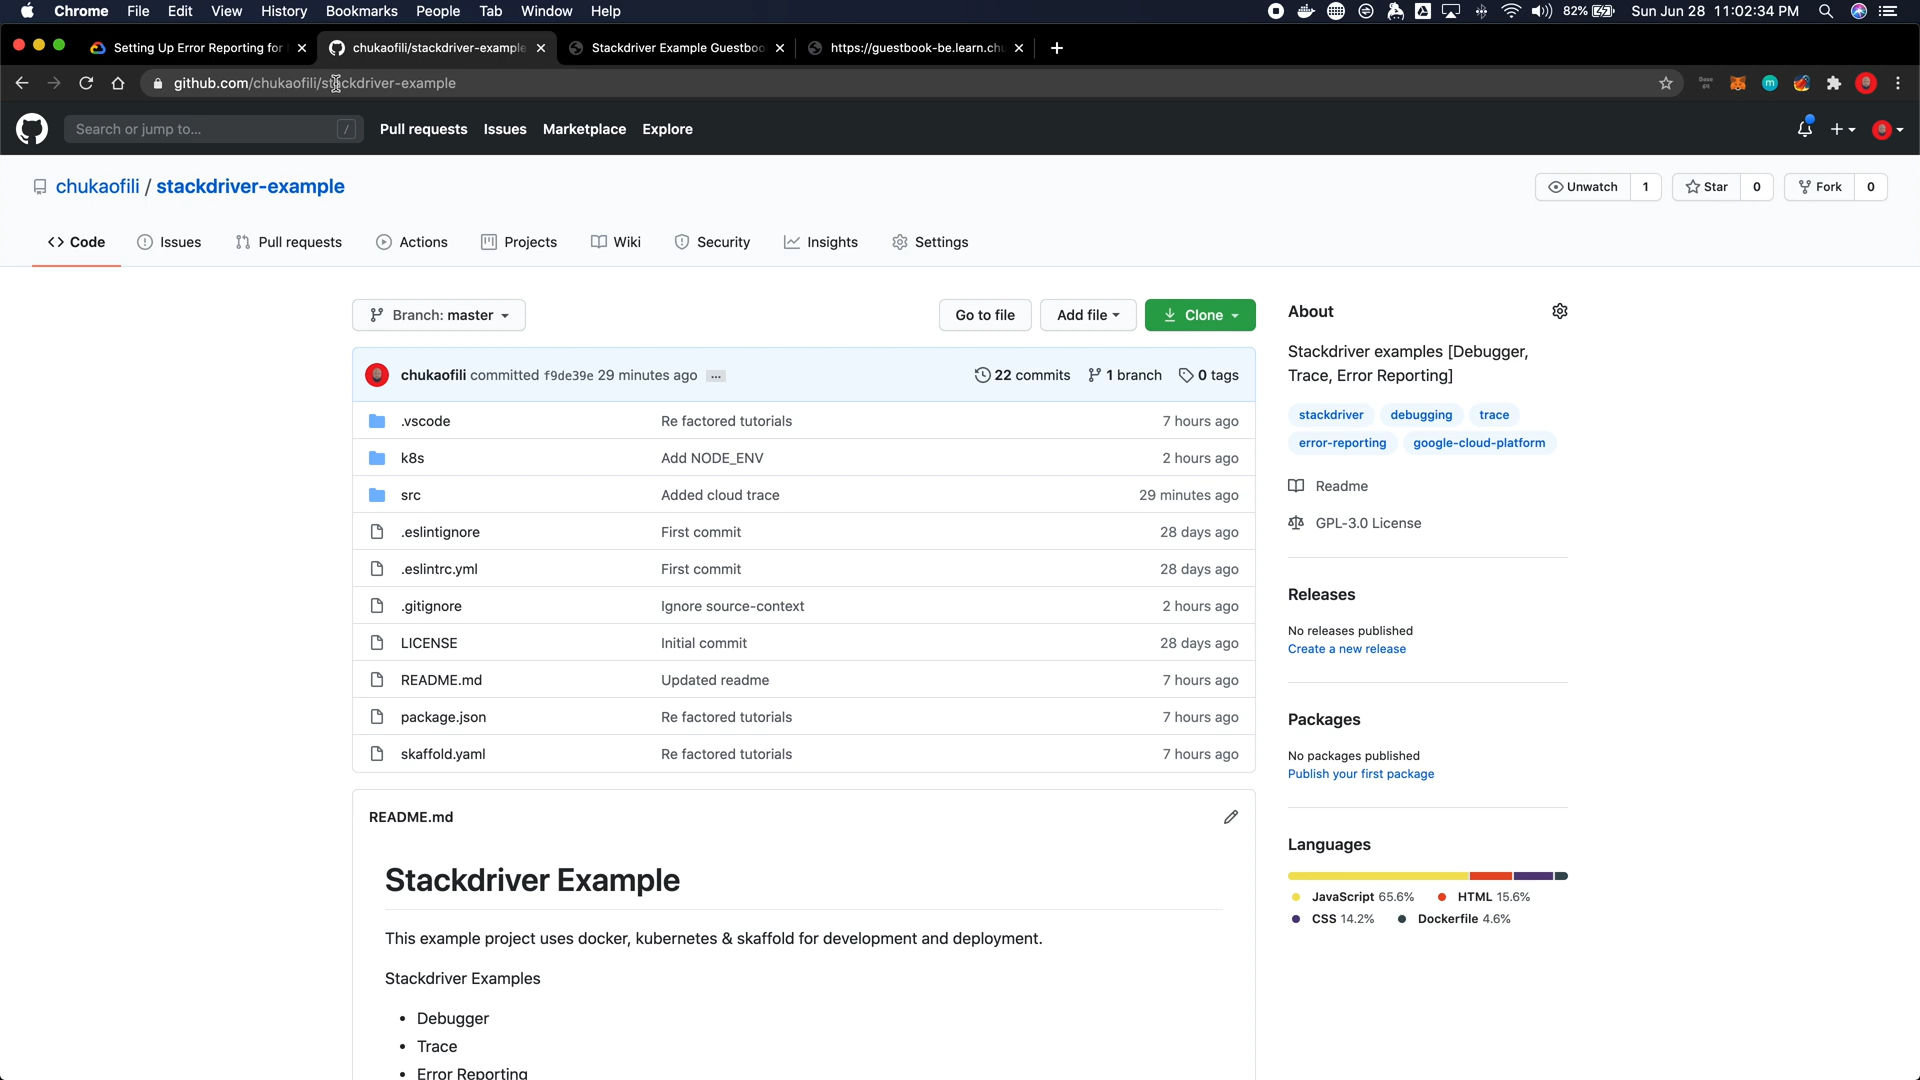 Chrome File Edit View History Bookmarks People Tab Window Help 82% Sun Jun 28 11:02:34 PM
Setting Up Error Reporting for chukaofili/stackdriver-example Stackdriver Example Guestboo https://guestbook-be.learn.ch
github.com/chukaofili/stackdriver-example
Search or jump to... / Pull requests Issues Marketplace Explore
chukaofili / stackdriver-example
Unwatch 1 Star 0 Fork 0
Code Issues Pull requests Actions Projects Wiki Security Insights Settings
Branch: master Go to file Add file Clone
chukaofili committed f9de39e 29 minutes ago ... 22 commits 1 branch 0 tags
.vscode Re factored tutorials 7 hours ago
k8s Add NODE_ENV 2 hours ago
src Added cloud trace 29 minutes ago
.eslintignore First commit 28 days ago
.eslintrc.yml First commit 28 days ago
.gitignore Ignore source-context 2 hours ago
LICENSE Initial commit 28 days ago
README.md Updated readme 7 hours ago
package.json Re factored tutorials 7 hours ago
skaffold.yaml Re factored tutorials 7 hours ago
README.md
Stackdriver Example
This example project uses docker, kubernetes & skaffold for development and deployment.
Stackdriver Examples
• Debugger
• Trace
• Error Reporting
About
Stackdriver examples [Debugger,
Trace, Error Reporting]
stackdriver debugging trace
error-reporting google-cloud-platform
Readme
GPL-3.0 License
Releases
No releases published
Create a new release
Packages
No packages published
Publish your first package
Languages
JavaScript 65.6% HTML 15.6%
CSS 14.2% Dockerfile 4.6%